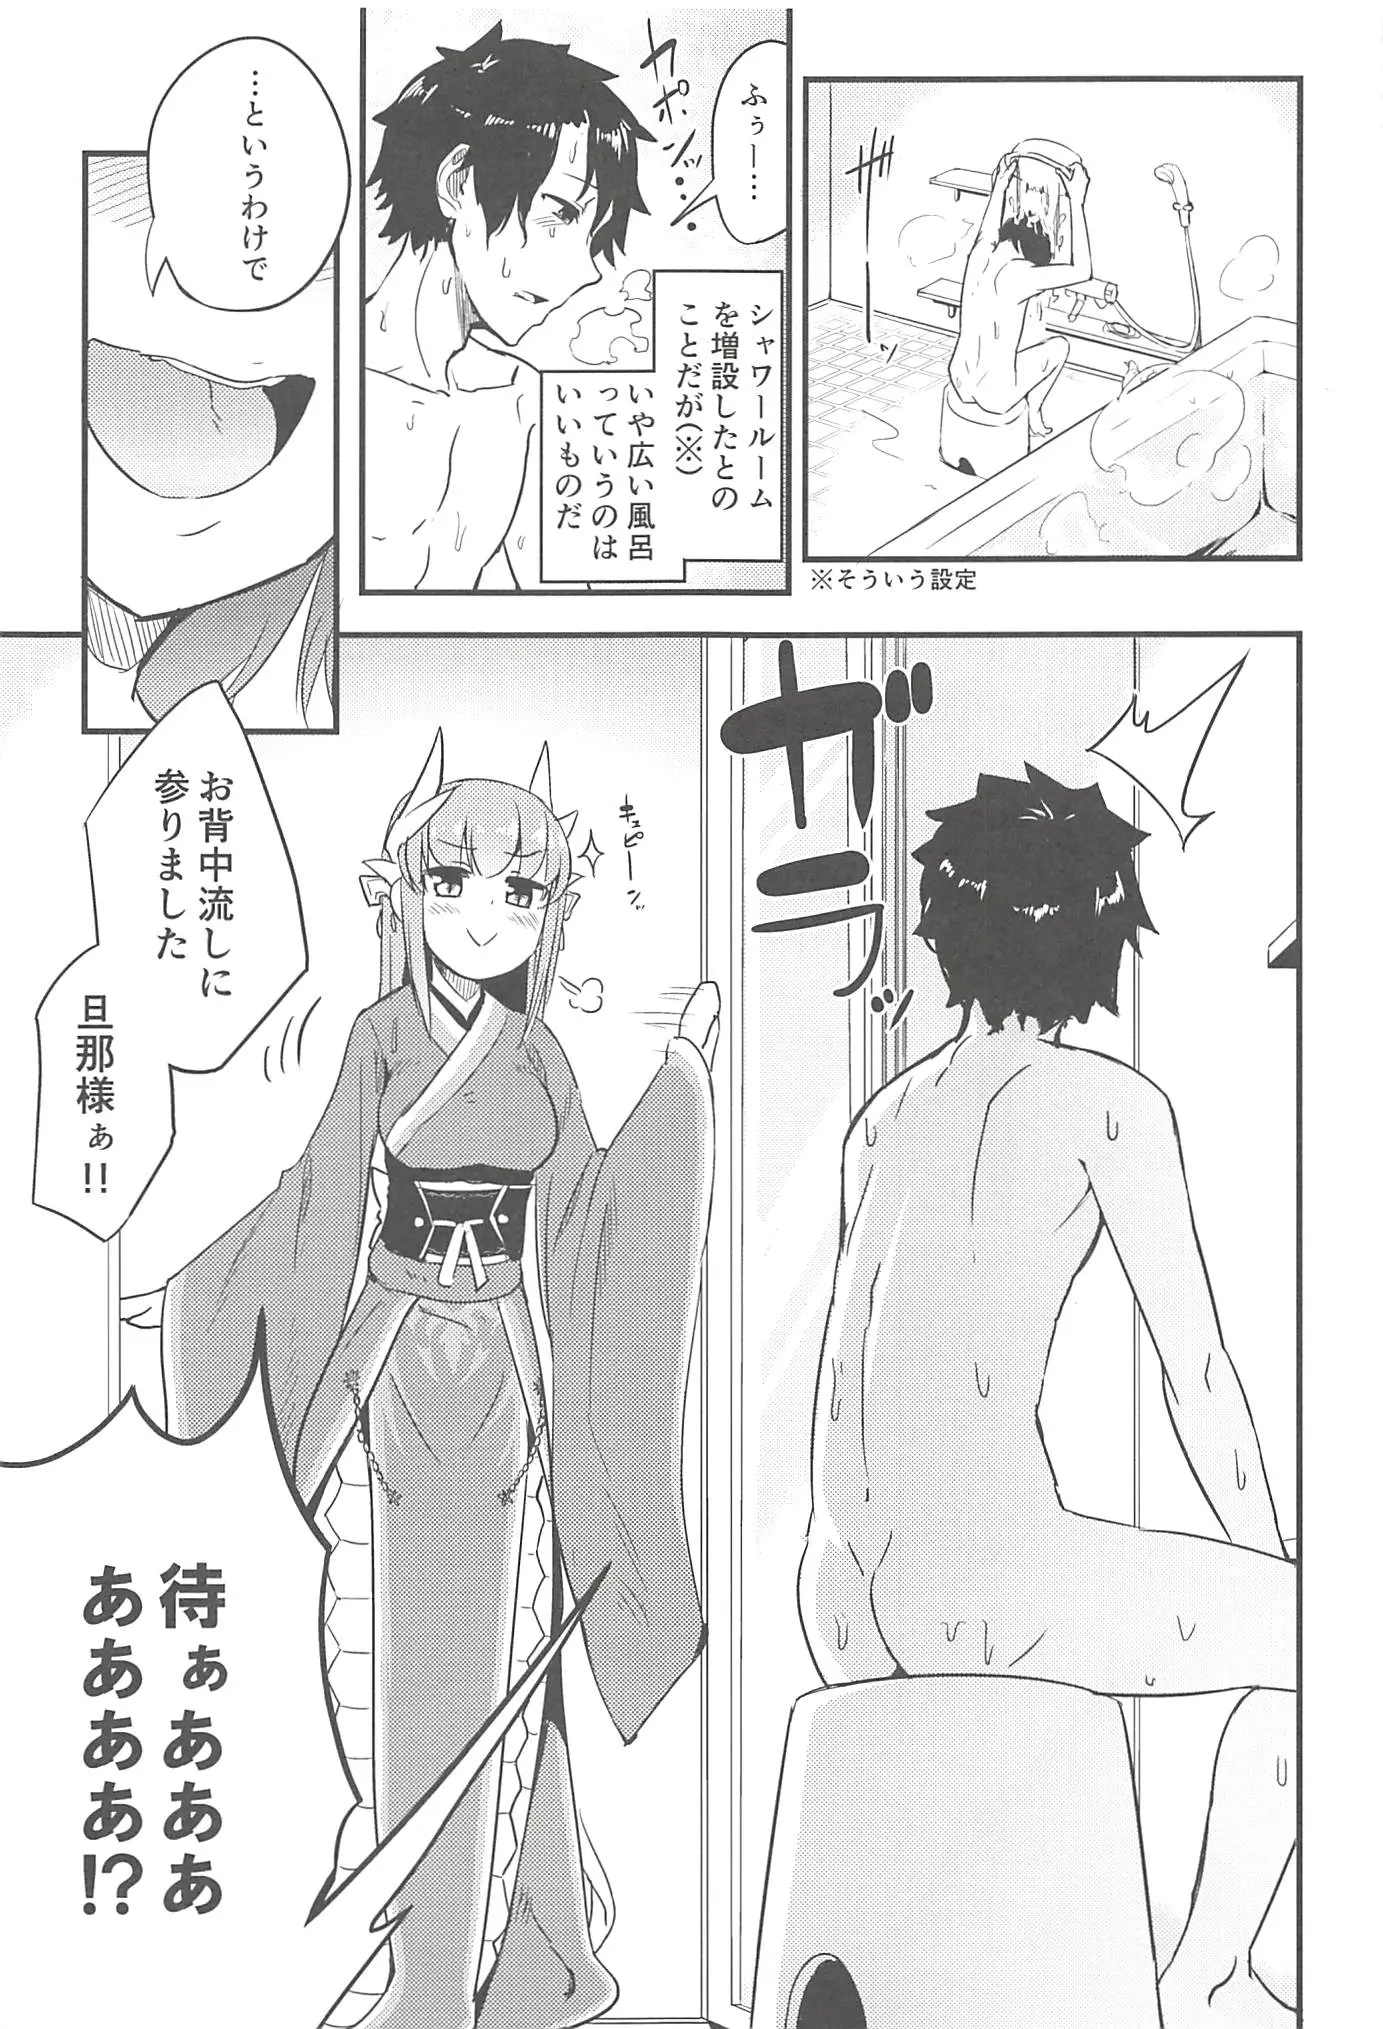 ふぅー…
カポーンッ
シャワールーム
を増設したとの
ことだが(※)
いや広い風呂
っていうのは
いいものだ
※そういう設定
…というわけで
ガラッ
キュピーンッ
お背中流しに
参りました
旦那様ぁ!!
待ぁあああ
ああああぁ!?